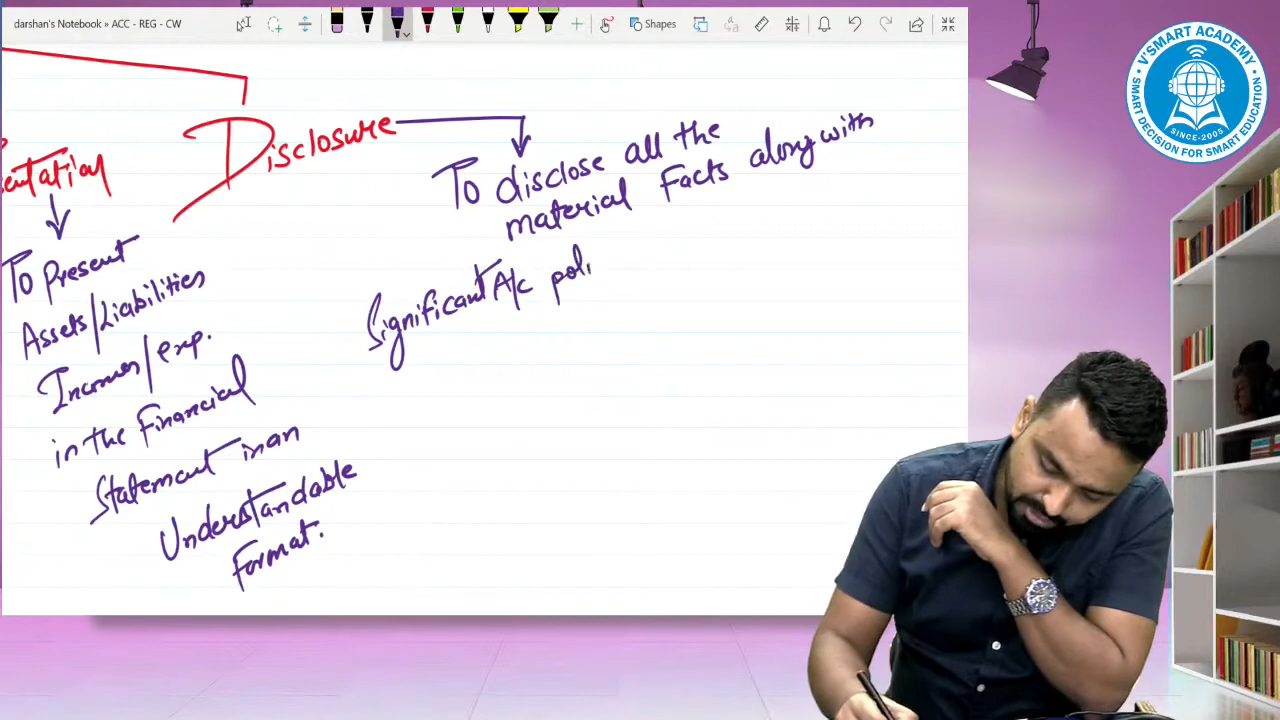 darshan's Notebook » ACC - REG - CW
Shapes
V'SMART ACADEMY
SINCE-2005
SMART DECISION FOR SMART EDUCATION
Disclosure
To disclose all the
material Facts along with
Significant A/c poli
entation
To Present
Assets/Liabilities
Incomes/exp.
in the Financial
Statement in an
Understandable
Format.